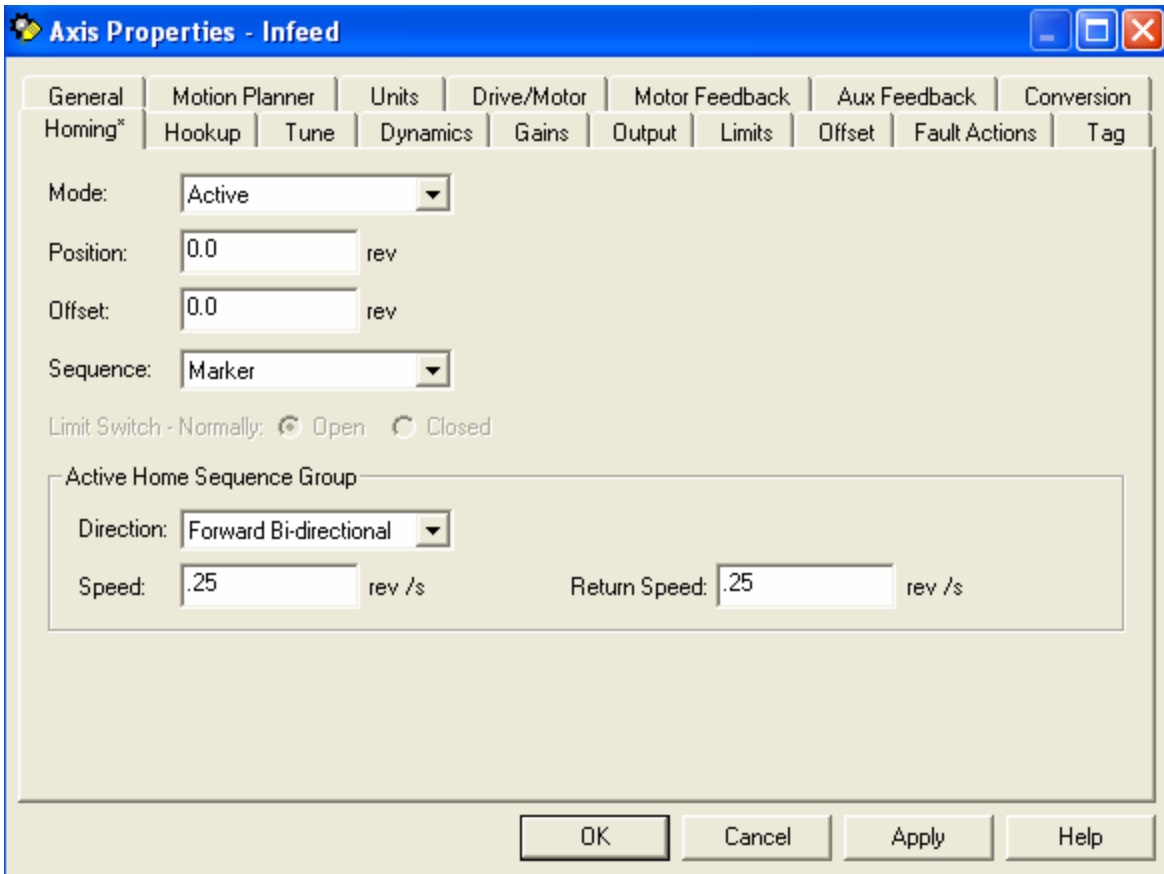 Axis Properties - Infeed
General Motion Planner Units Drive/Motor Motor Feedback Aux Feedback Conversion
Homing* Hookup Tune Dynamics Gains Output Limits Offset Fault Actions Tag
Mode: Active
Position: 0.0 rev
Offset: 0.0 rev
Sequence: Marker
Limit Switch - Normally: Open Closed
Active Home Sequence Group
Direction: Forward Bi-directional
Speed: .25 rev /s Return Speed: .25 rev /s
OK Cancel Apply Help